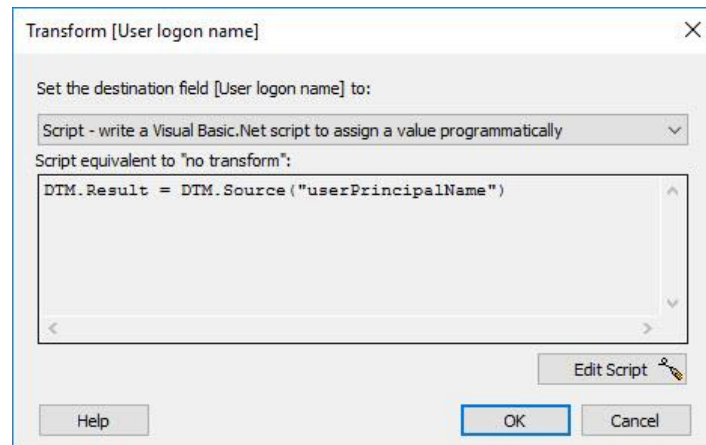 Transform [User logon name]
Set the destination field [User logon name] to:
Script - write a Visual Basic.Net script to assign a value programmatically
Script equivalent to "no transform":
DTM.Result = DTM.Source("userPrincipalName")
Edit Script
Help
OK
Cancel